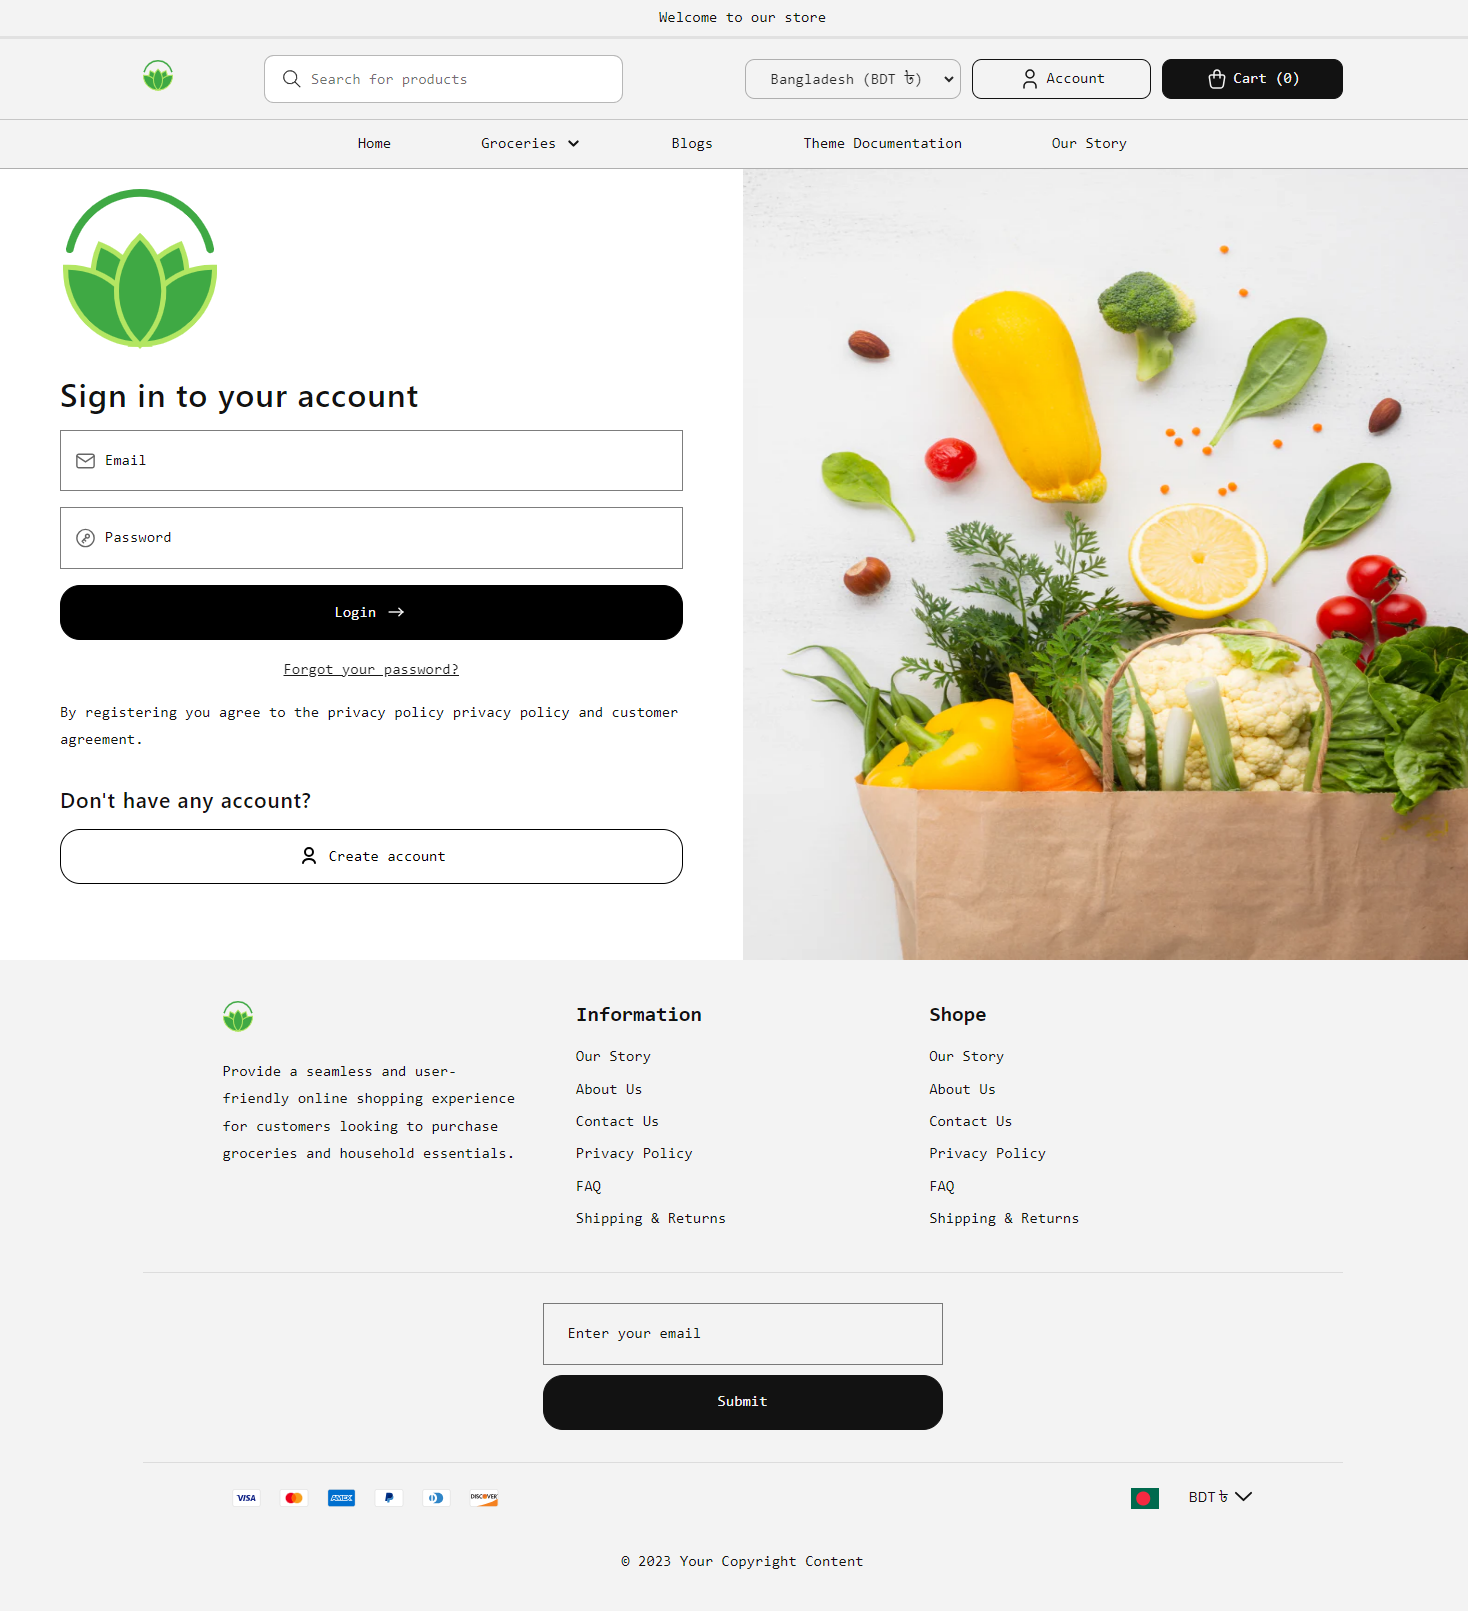 Welcome to our store
Search for products
Bangladesh (BDT ৳)
Account
Cart (0)
Home
Groceries
Blogs
Theme Documentation
Our Story
Sign in to your account
Email
Password
Login
Forgot your password?
By registering you agree to the privacy policy privacy policy and customer
agreement.
Don't have any account?
Create account
Provide a seamless and user-
friendly online shopping experience
for customers looking to purchase
groceries and household essentials.
Information
Our Story
About Us
Contact Us
Privacy Policy
FAQ
Shipping & Returns
Shope
Our Story
About Us
Contact Us
Privacy Policy
FAQ
Shipping & Returns
Enter your email
Submit
VISA
AMEX
DISCOVER
BDT ৳
© 2023 Your Copyright Content